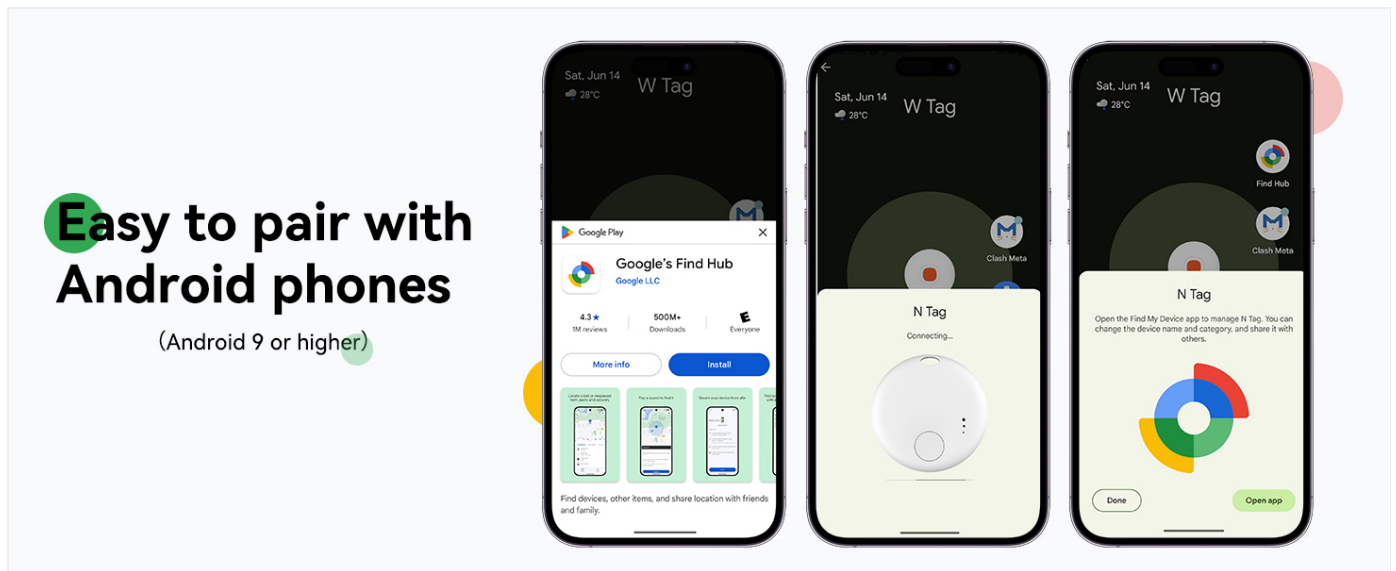 Easy to pair with
Android phones
(Android 9 or higher)
Sat, Jun 14
28°C
W Tag
Google Play
Google's Find Hub
Google LLC
4.3 ★
1M reviews
500M+
Downloads
Everyone
More info
Install
Find devices, other items, and share location with friends
and family.
Sat, Jun 14
28°C
W Tag
Clash Meta
N Tag
Connecting...
Sat, Jun 14
28°C
W Tag
Find Hub
Clash Meta
N Tag
Open the Find My Device app to manage N Tag. You can
change the device name and category, and share it with
others.
Done
Open app